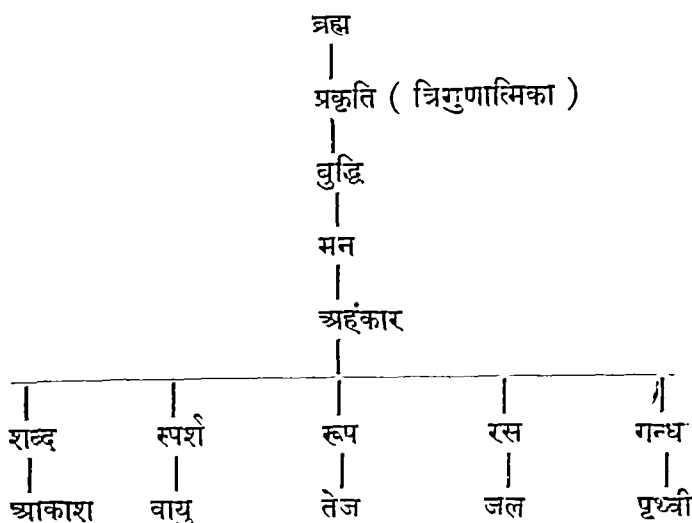 ब्रह्म
प्रकृति ( त्रिगुणात्मिका )
बुद्धि
मन
अहंकार
शब्द स्पर्श रूप रस गन्ध
आकाश वायु तेज जल पृथ्वी